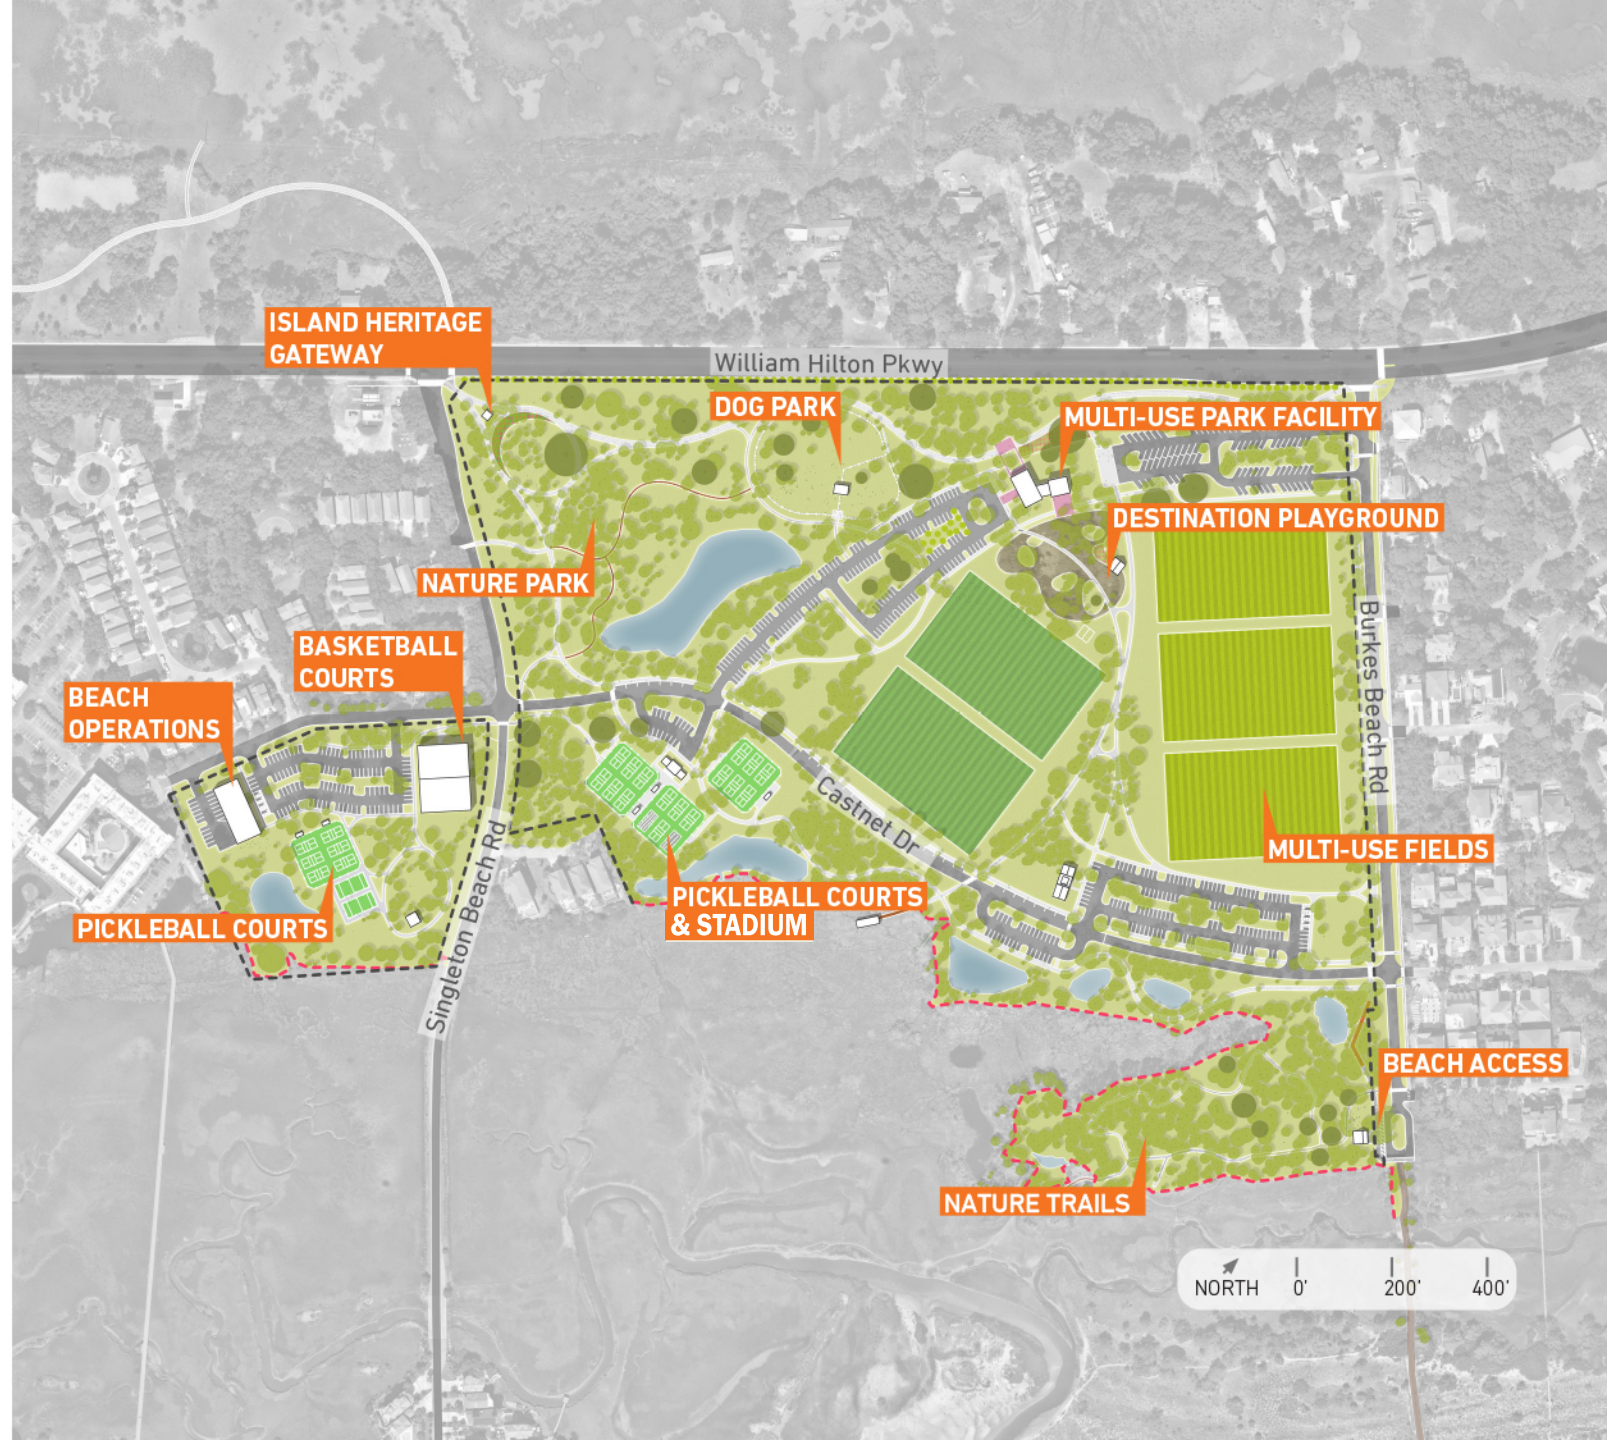 ISLAND HERITAGE
GATEWAY
William Hilton Pkwy
DOG PARK
MULTI-USE PARK FACILITY
DESTINATION PLAYGROUND
NATURE PARK
BASKETBALL
COURTS
BEACH
OPERATIONS
Burkes Beach Rd
Castnet Dr
MULTI-USE FIELDS
PICKLEBALL COURTS
& STADIUM
PICKLEBALL COURTS
Singleton Beach Rd
BEACH ACCESS
NATURE TRAILS
NORTH 0' 200' 400'